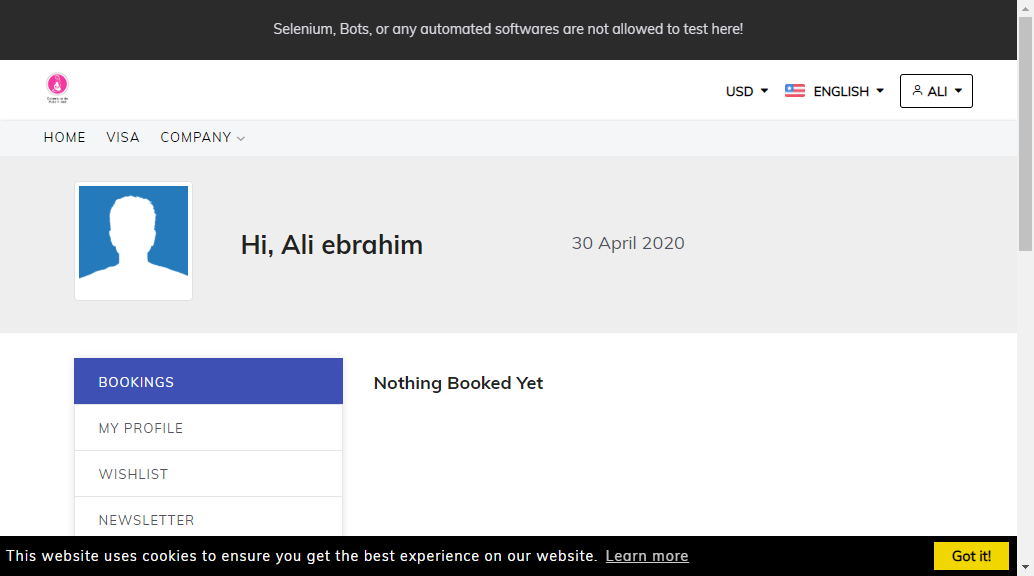 Selenium, Bots, or any automated softwares are not allowed to test here!
USD
ENGLISH
ALI
HOME
VISA
COMPANY
Hi, Ali ebrahim
30 April 2020
BOOKINGS
Nothing Booked Yet
MY PROFILE
WISHLIST
NEWSLETTER
This website uses cookies to ensure you get the best experience on our website. Learn more
Got it!